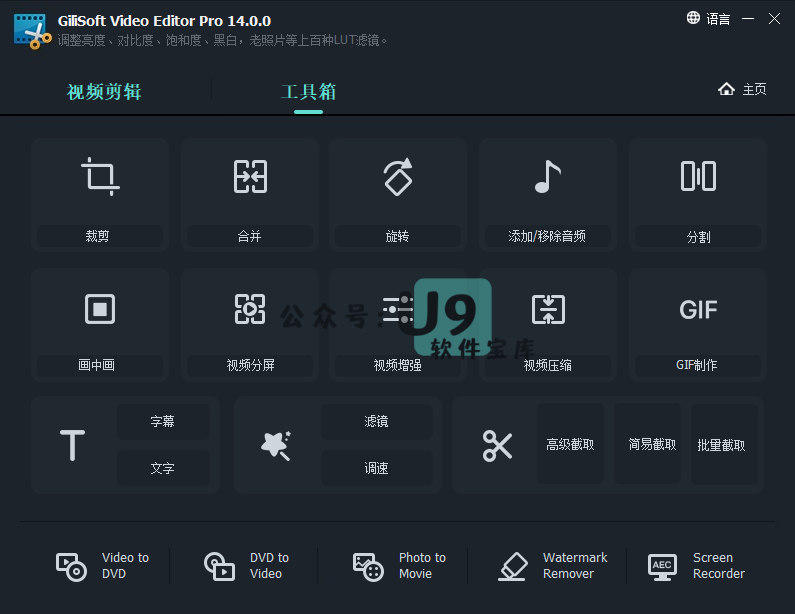 GiliSoft Video Editor Pro 14.0.0
语言
调整亮度、对比度、饱和度、黑白，老照片等上百种LUT滤镜。
视频剪辑
工具箱
主页
裁剪
合并
旋转
添加/移除音频
分割
公众号:
J9
软件宝库
GIF
画中画
视频分屏
视频增强
视频压缩
GIF制作
T
字幕
文字
滤镜
调速
高级截取
简易截取
批量截取
Video to
DVD
DVD to
Video
Photo to
Movie
Watermark
Remover
AEC
Screen
Recorder